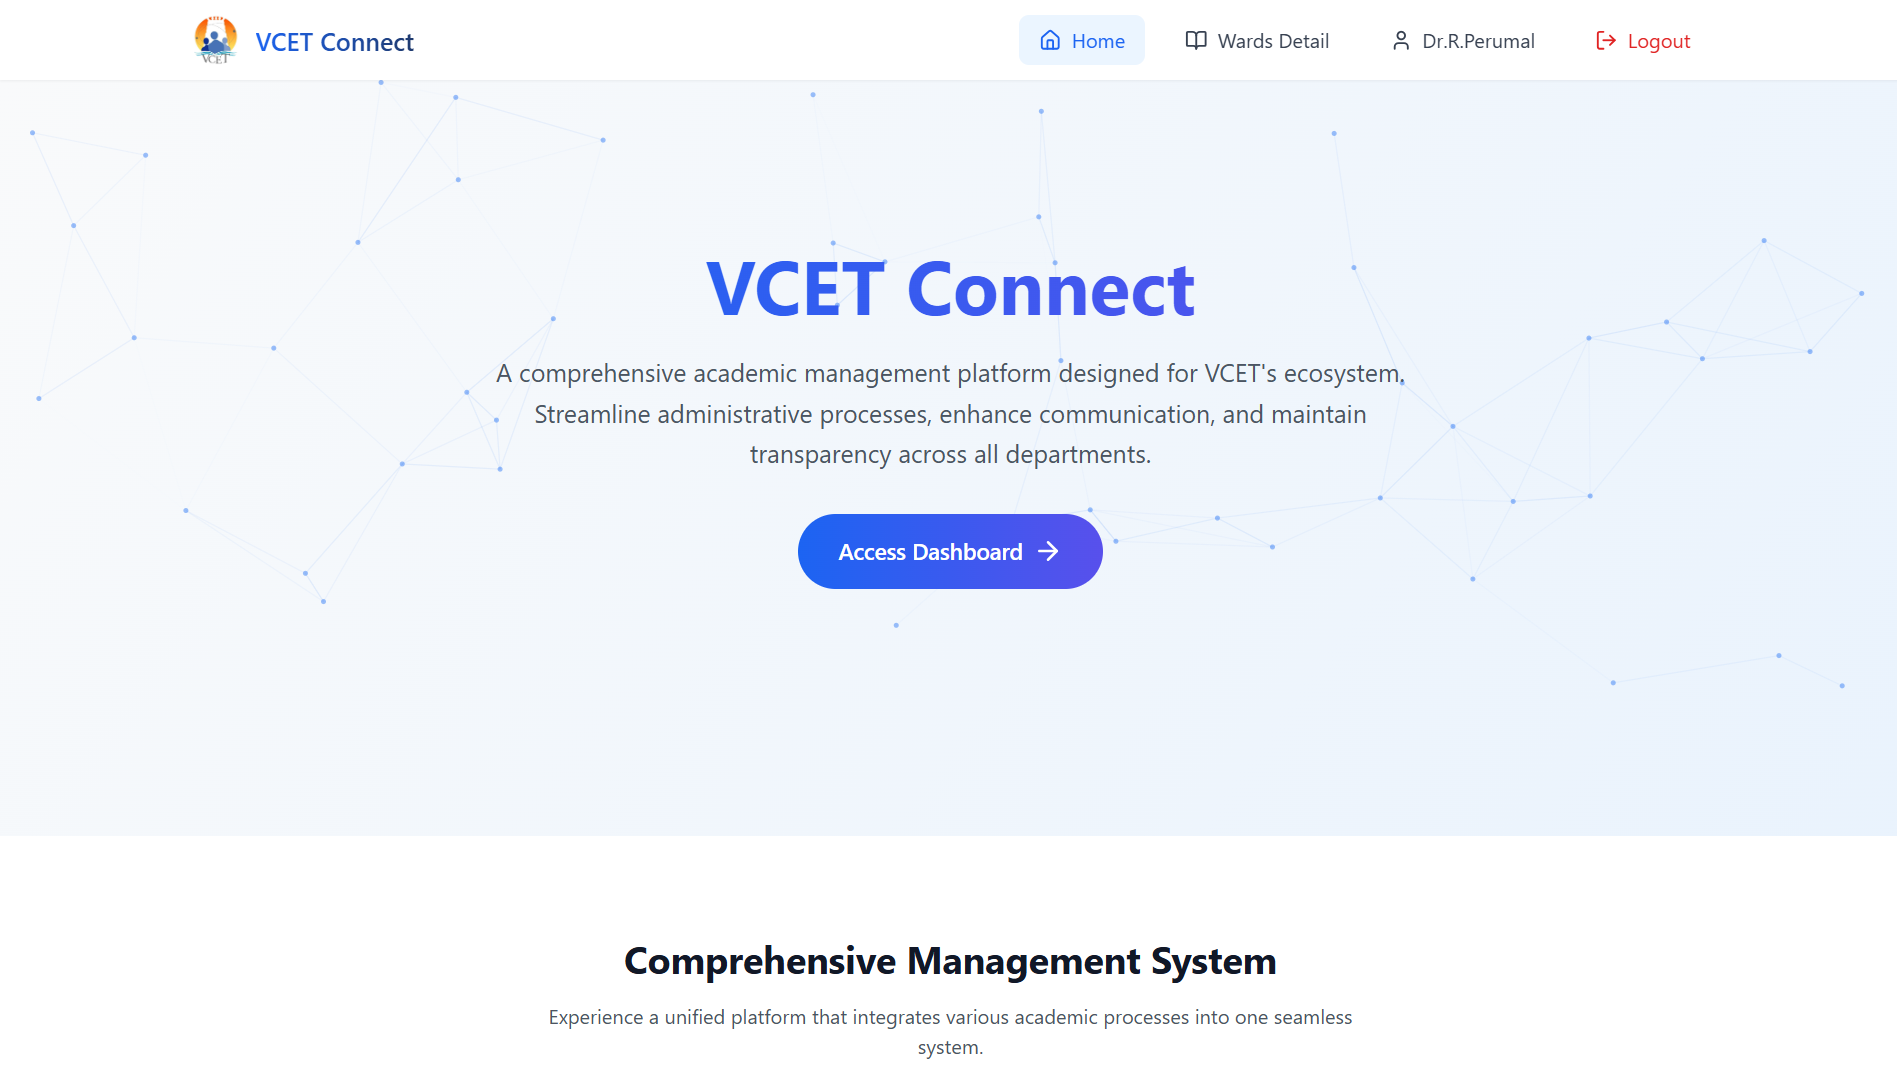 VCET
VCET Connect
Home
Wards Detail
Dr.R.Perumal
Logout
VCET Connect
A comprehensive academic management platform designed for VCET's ecosystem.
Streamline administrative processes, enhance communication, and maintain
transparency across all departments.
Access Dashboard
Comprehensive Management System
Experience a unified platform that integrates various academic processes into one seamless
system.